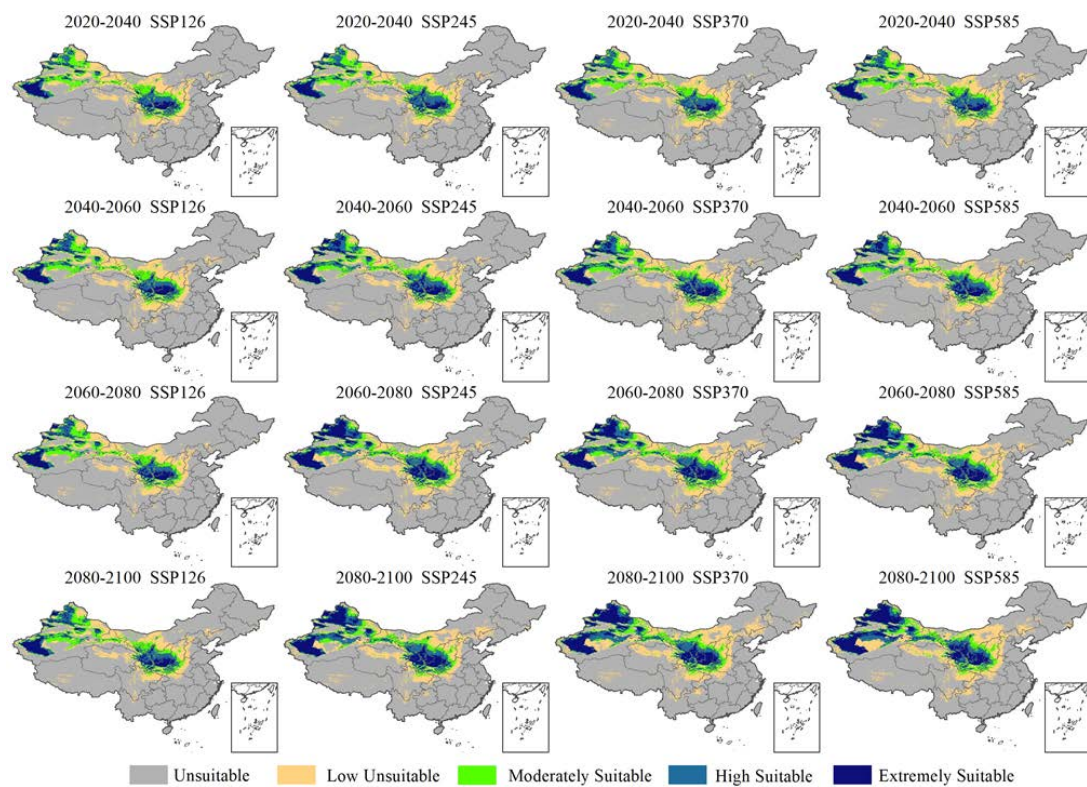 2020-2040 SSP126 2020-2040 SSP245 2020-2040 SSP370 2020-2040 SSP585
2040-2060 SSP126 2040-2060 SSP245 2040-2060 SSP370 2040-2060 SSP585
2060-2080 SSP126 2060-2080 SSP245 2060-2080 SSP370 2060-2080 SSP585
2080-2100 SSP126 2080-2100 SSP245 2080-2100 SSP370 2080-2100 SSP585
Unsuitable Low Unsuitable Moderately Suitable High Suitable Extremely Suitable